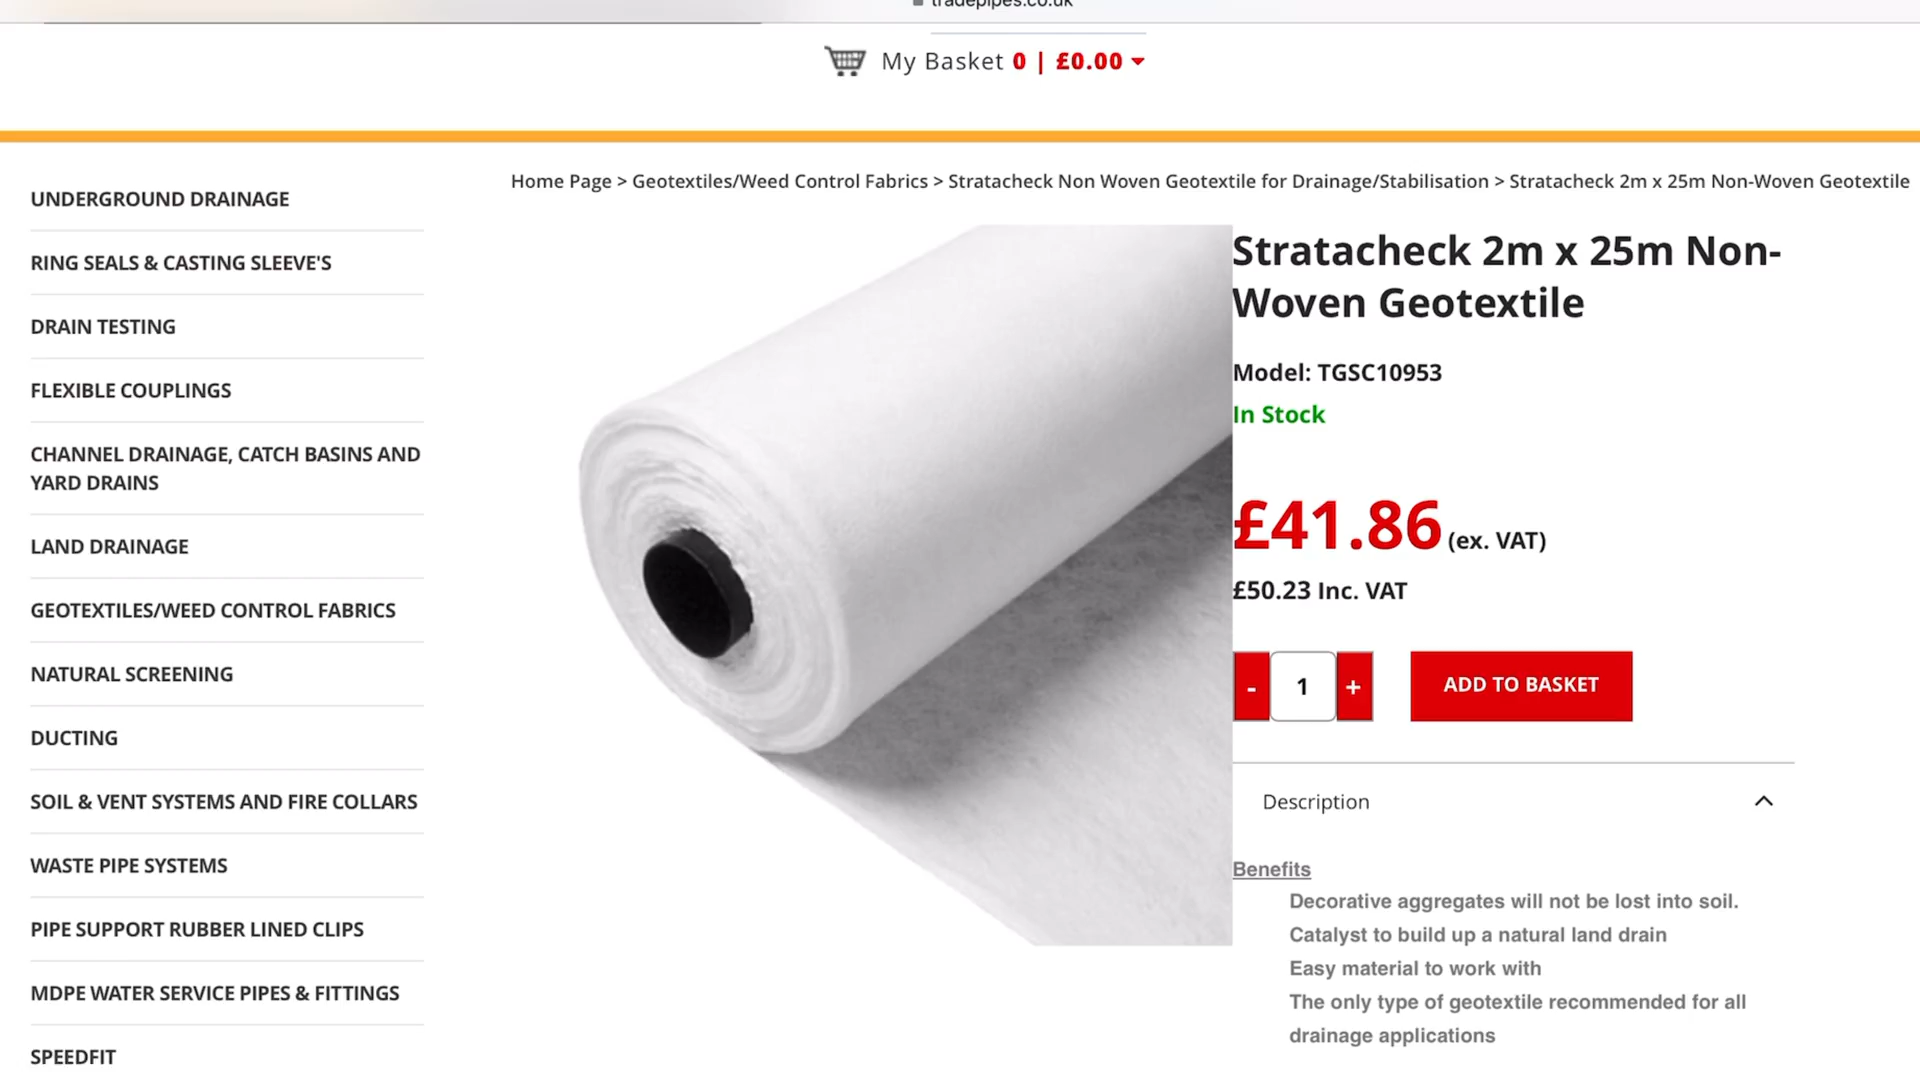 tradepipes.co.uk
My Basket 0 | £0.00
Home Page > Geotextiles/Weed Control Fabrics > Stratacheck Non Woven Geotextile for Drainage/Stabilisation > Stratacheck 2m x 25m Non-Woven Geotextile
UNDERGROUND DRAINAGE
RING SEALS & CASTING SLEEVE'S
DRAIN TESTING
FLEXIBLE COUPLINGS
CHANNEL DRAINAGE, CATCH BASINS AND
YARD DRAINS
LAND DRAINAGE
GEOTEXTILES/WEED CONTROL FABRICS
NATURAL SCREENING
DUCTING
SOIL & VENT SYSTEMS AND FIRE COLLARS
WASTE PIPE SYSTEMS
PIPE SUPPORT RUBBER LINED CLIPS
MDPE WATER SERVICE PIPES & FITTINGS
SPEEDFIT
Stratacheck 2m x 25m Non-
Woven Geotextile
Model: TGSC10953
In Stock
£41.86 (ex. VAT)
£50.23 Inc. VAT
- 1 + ADD TO BASKET
Description
Benefits
Decorative aggregates will not be lost into soil.
Catalyst to build up a natural land drain
Easy material to work with
The only type of geotextile recommended for all
drainage applications